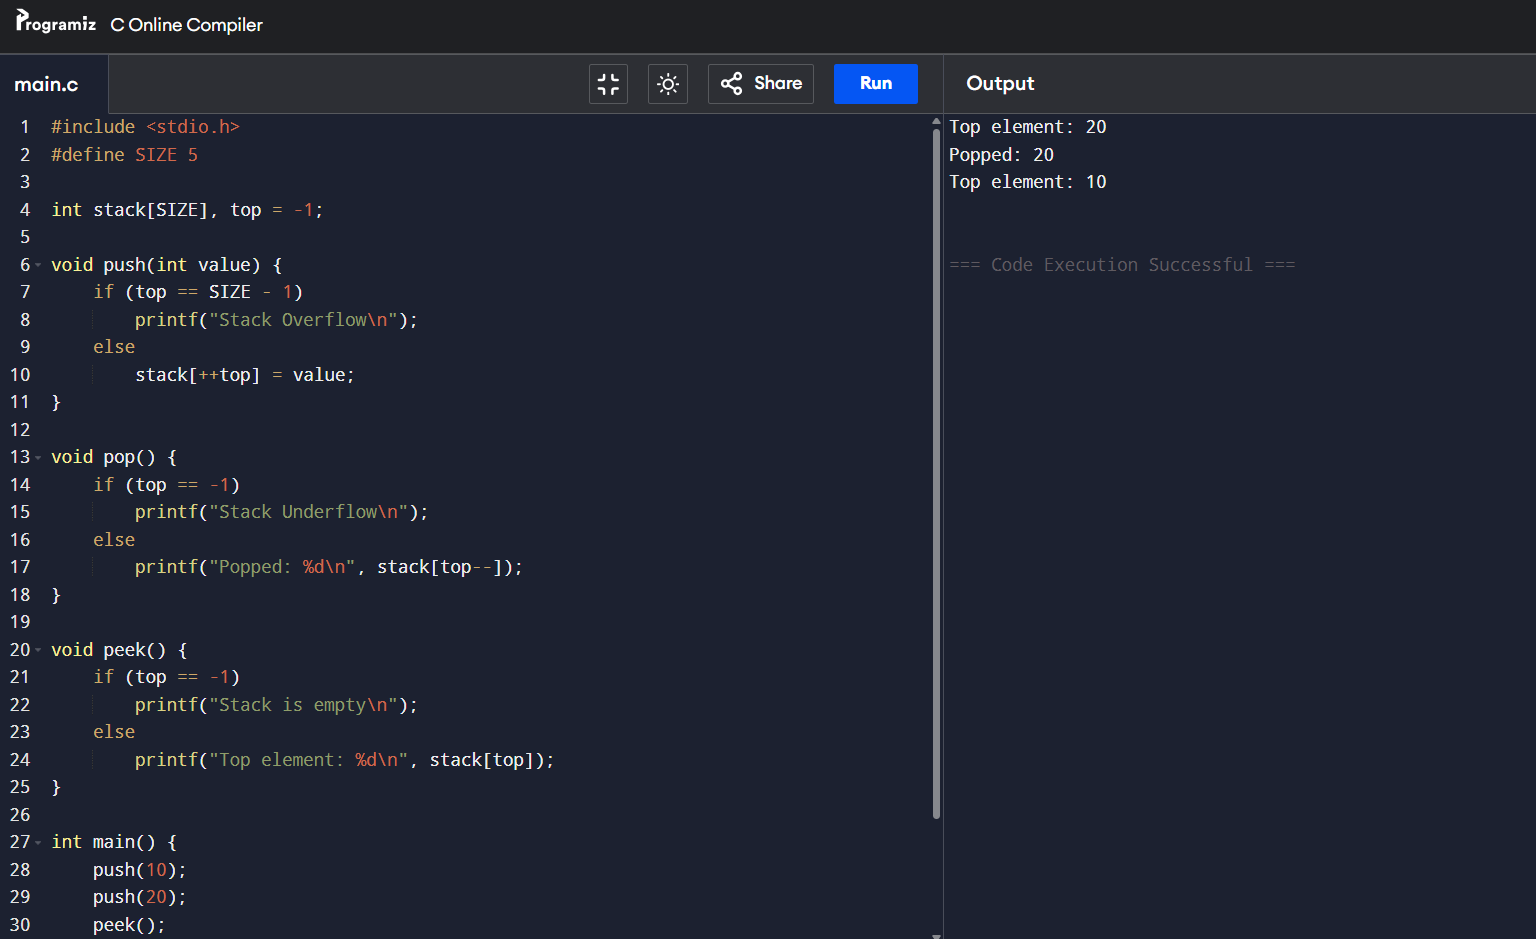 Programiz C Online Compiler
main.c Share Run Output
1 #include <stdio.h>
2 #define SIZE 5
3
4 int stack[SIZE], top = -1;
5
6 void push(int value) {
7     if (top == SIZE - 1)
8         printf("Stack Overflow\n");
9     else
10         stack[++top] = value;
11 }
12
13 void pop() {
14     if (top == -1)
15         printf("Stack Underflow\n");
16     else
17         printf("Popped: %d\n", stack[top--]);
18 }
19
20 void peek() {
21     if (top == -1)
22         printf("Stack is empty\n");
23     else
24         printf("Top element: %d\n", stack[top]);
25 }
26
27 int main() {
28     push(10);
29     push(20);
30     peek();
Top element: 20
Popped: 20
Top element: 10
=== Code Execution Successful ===